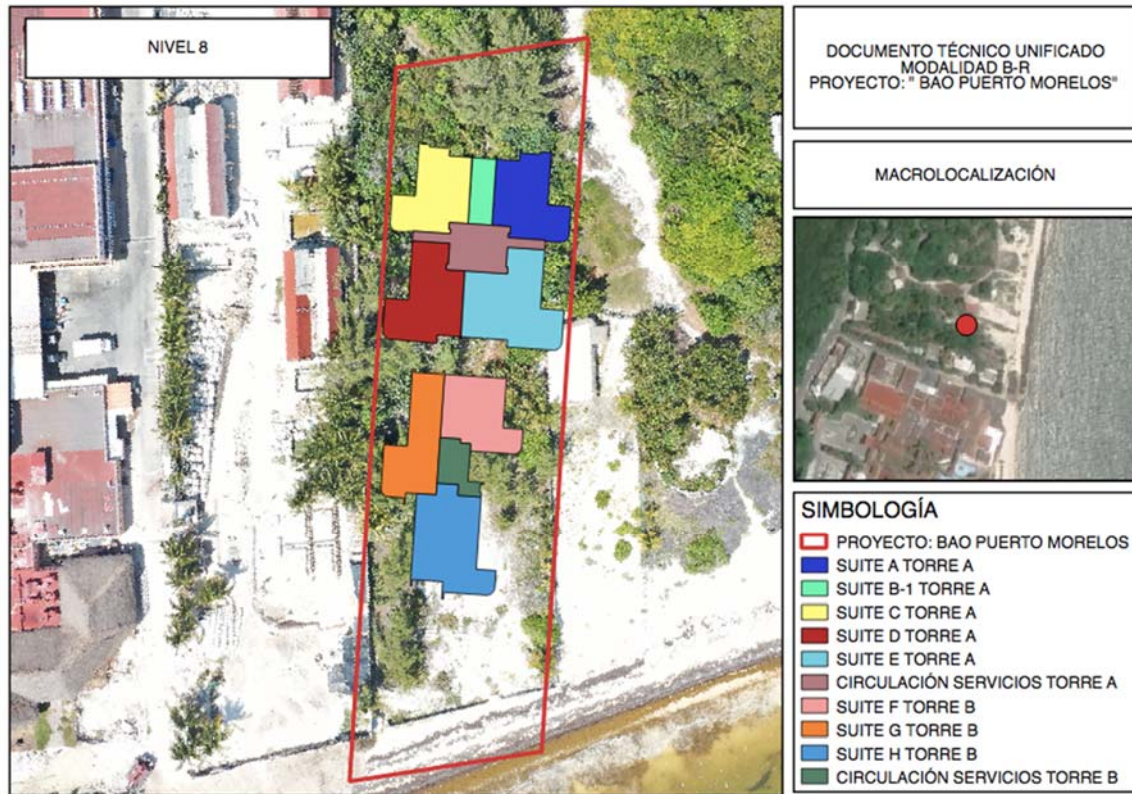 NIVEL 8
DOCUMENTO TÉCNICO UNIFICADO
MODALIDAD B-R
PROYECTO: " BAO PUERTO MORELOS"
MACROLOCALIZACIÓN
SIMBOLOGÍA
PROYECTO: BAO PUERTO MORELOS
SUITE A TORRE A
SUITE B-1 TORRE A
SUITE C TORRE A
SUITE D TORRE A
SUITE E TORRE A
CIRCULACIÓN SERVICIOS TORRE A
SUITE F TORRE B
SUITE G TORRE B
SUITE H TORRE B
CIRCULACIÓN SERVICIOS TORRE B